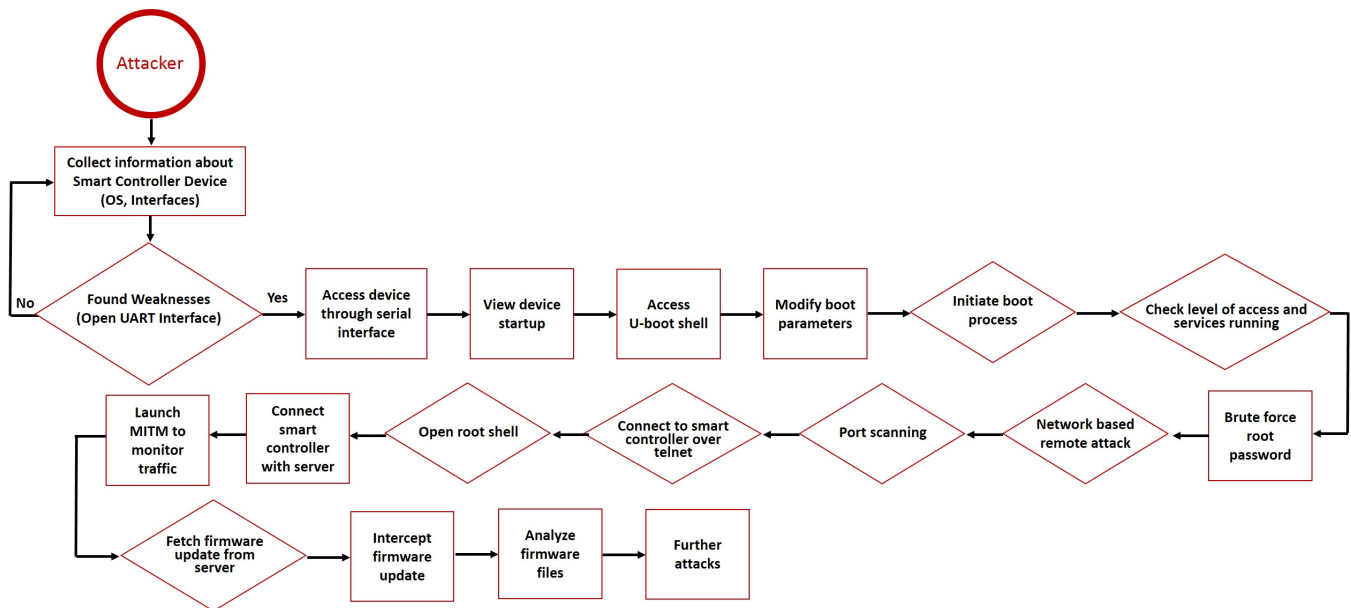 Attacker
Collect information about
Smart Controller Device
(OS, Interfaces)
No
Found Weaknesses
(Open UART Interface)
Yes
Access device
through serial
interface
View device
startup
Access
U-boot shell
Modify boot
parameters
Initiate boot
process
Check level of access and
services running
Brute force
root
password
Network based
remote attack
Port scanning
Connect to smart
controller over
telnet
Open root shell
Connect
smart
controller
with server
Launch
MITM to
monitor
traffic
Fetch firmware
update from
server
Intercept
firmware
update
Analyze
firmware
files
Further
attacks